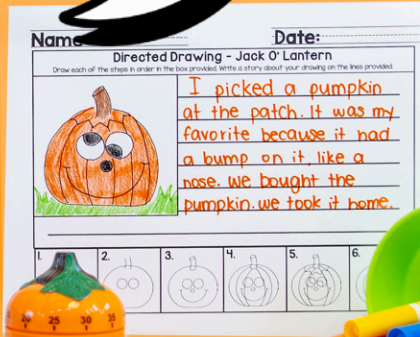 Name
Date:
Directed Drawing - Jack O' Lantern
Draw each of the steps in order in the box provided. Write a story about your drawing on the lines provided.
I picked a pumpkin
at the patch. It was my
favorite because it had
a bump on it, like a
nose. We bought the
pumpkin. We took it home.
1. 2. 3. 4. 5. 6.
20 25 30 35